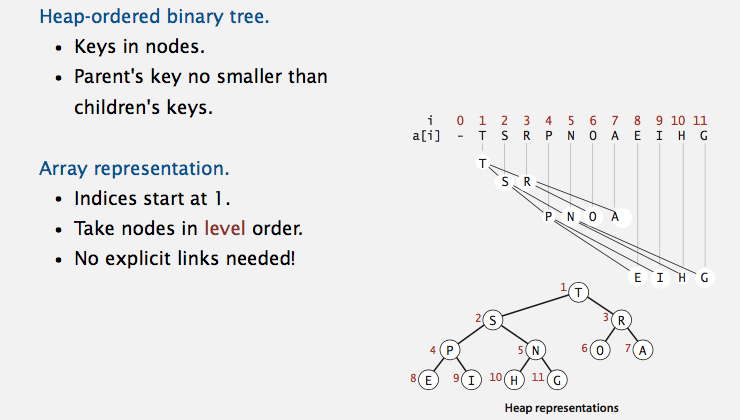 Heap-ordered binary tree.
• Keys in nodes.
• Parent's key no smaller than
children's keys.
Array representation.
• Indices start at 1.
• Take nodes in level order.
• No explicit links needed!
i 0 1 2 3 4 5 6 7 8 9 10 11
a[i] - T S R P N O A E I H G
T
S R
P N O A
E I H G
1 T
2 S 3 R
4 P 5 N 6 O 7 A
8 E 9 I 10 H 11 G
Heap representations